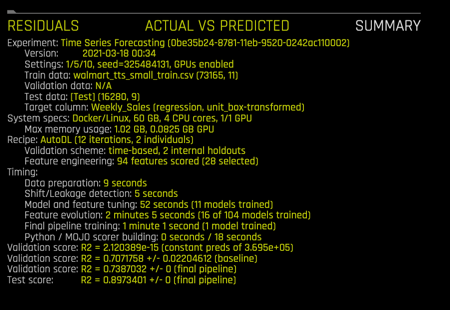 RESIDUALS ACTUAL VS PREDICTED SUMMARY
Experiment: Time Series Forecasting (0be35b24-8781-11eb-9520-0242ac110002)
Version: 2021-03-18 00:34
Settings: 1/5/10, seed=325484131, GPUs enabled
Train data: walmart_tts_small_train.csv (73165, 11)
Validation data: N/A
Test data: [Test] (16280, 9)
Target column: Weekly_Sales (regression, unit_box-transformed)
System specs: Docker/Linux, 60 GB, 4 CPU cores, 1/1 GPU
Max memory usage: 1.02 GB, 0.0825 GB GPU
Recipe: AutoDL (12 iterations, 2 individuals)
Validation scheme: time-based, 2 internal holdouts
Feature engineering: 94 features scored (28 selected)
Timing:
Data preparation: 9 seconds
Shift/Leakage detection: 5 seconds
Model and feature tuning: 52 seconds (11 models trained)
Feature evolution: 2 minutes 5 seconds (16 of 104 models trained)
Final pipeline training: 1 minute 1 second (1 model trained)
Python / MOJO scorer building: 0 seconds / 18 seconds
Validation score: R2 = 2.120389e-15 (constant preds of 3.695e+05)
Validation score: R2 = 0.7071758 +/- 0.02204612 (baseline)
Validation score: R2 = 0.7387032 +/- 0 (final pipeline)
Test score: R2 = 0.8973401 +/- 0 (final pipeline)